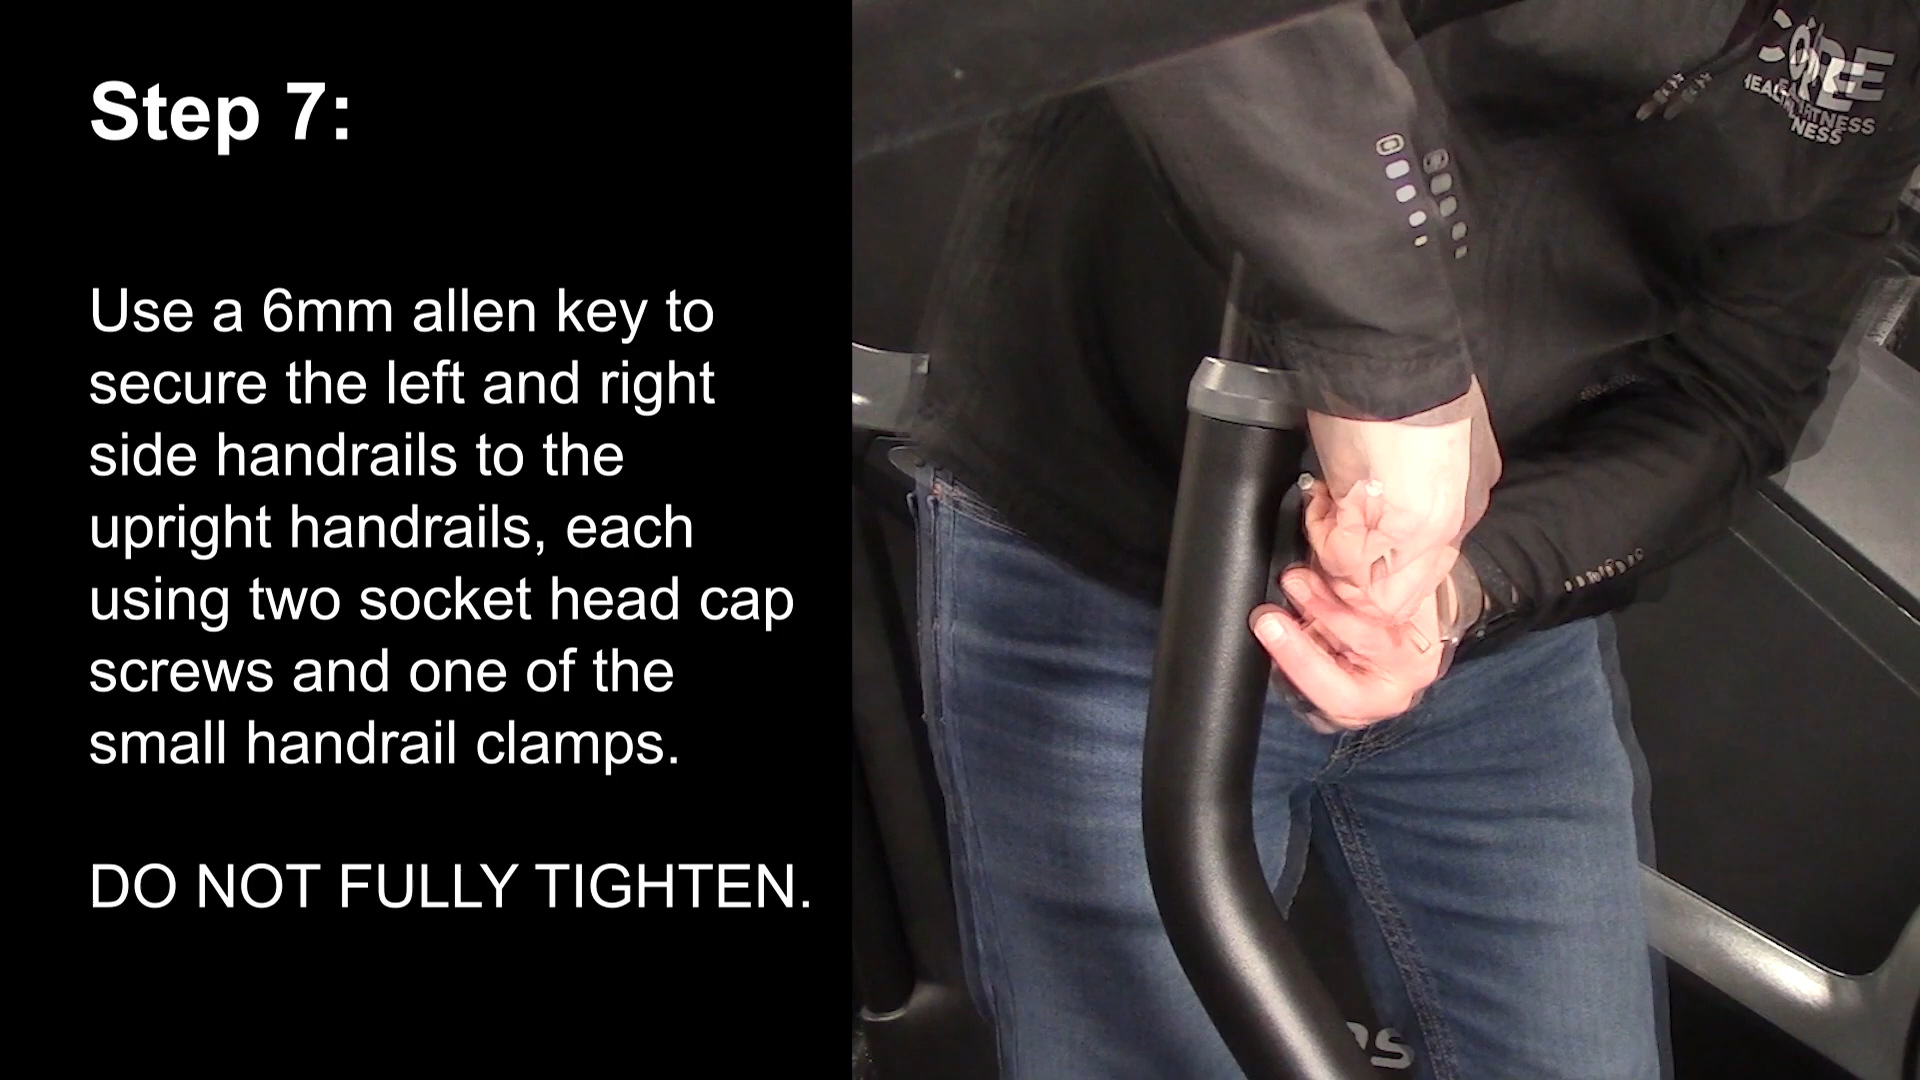 Step 7:
Use a 6mm allen key to
secure the left and right
side handrails to the
upright handrails, each
using two socket head cap
screws and one of the
small handrail clamps.
DO NOT FULLY TIGHTEN.